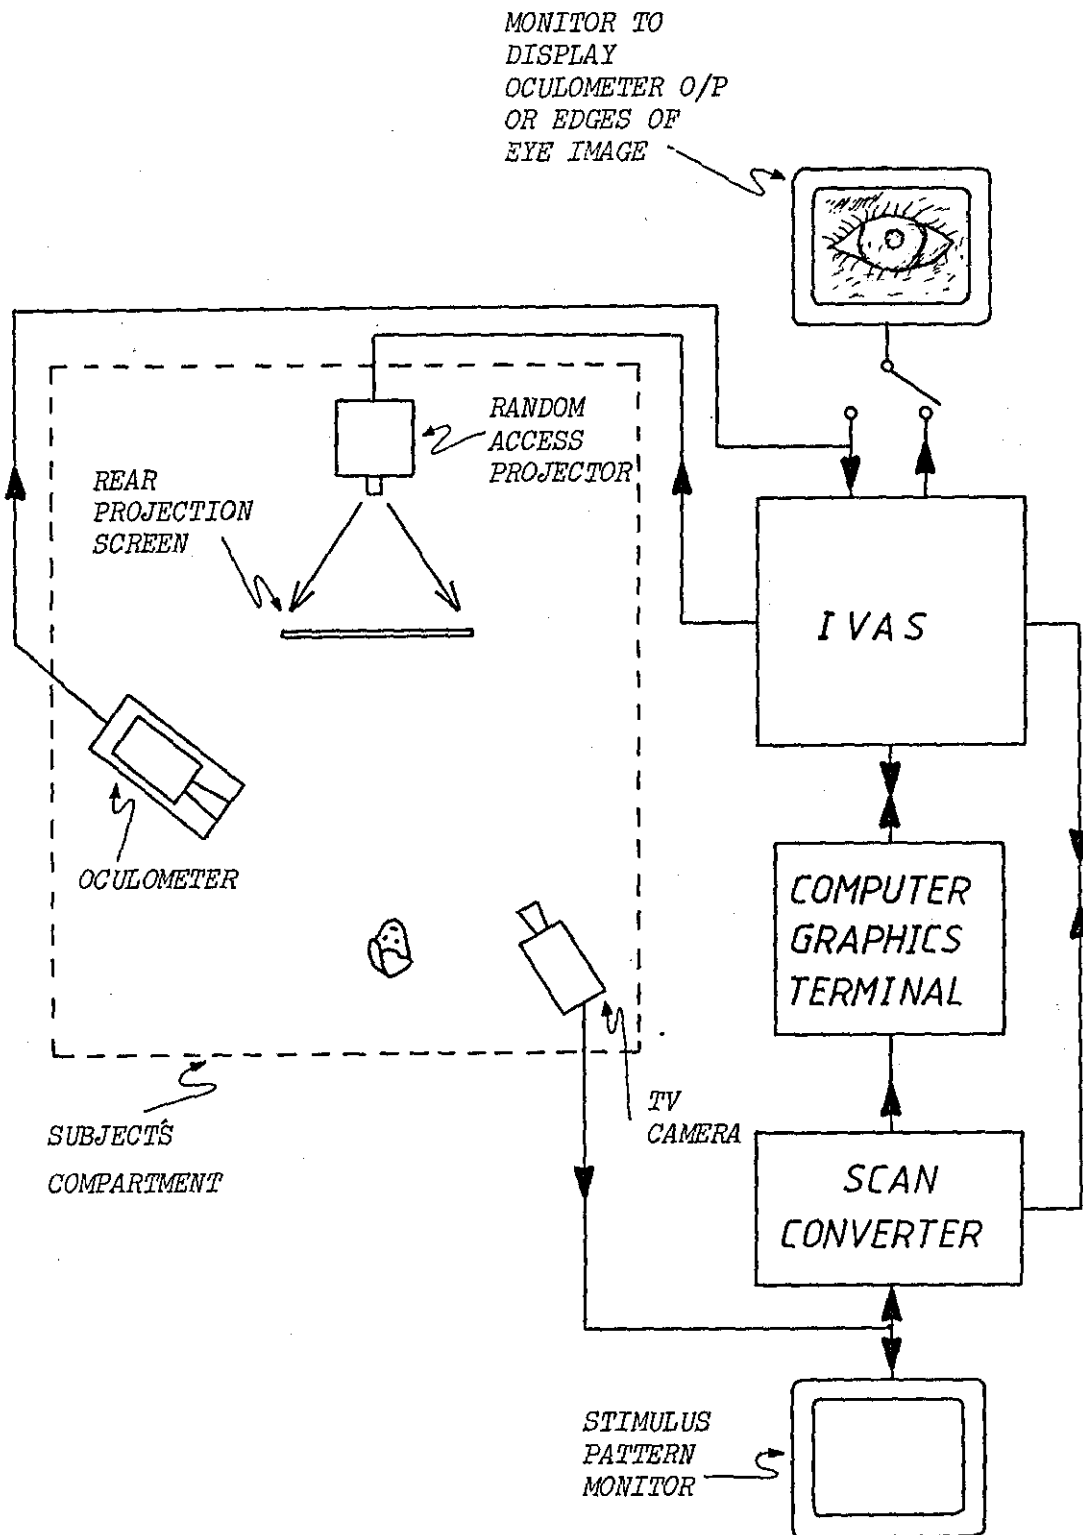 MONITOR TO
DISPLAY
OCULOMETER O/P
OR EDGES OF
EYE IMAGE
RANDOM
ACCESS
PROJECTOR
REAR
PROJECTION
SCREEN
IVAS
OCULOMETER
COMPUTER
GRAPHICS
TERMINAL
SUBJECT'S
COMPARTMENT
TV
CAMERA
SCAN
CONVERTER
STIMULUS
PATTERN
MONITOR